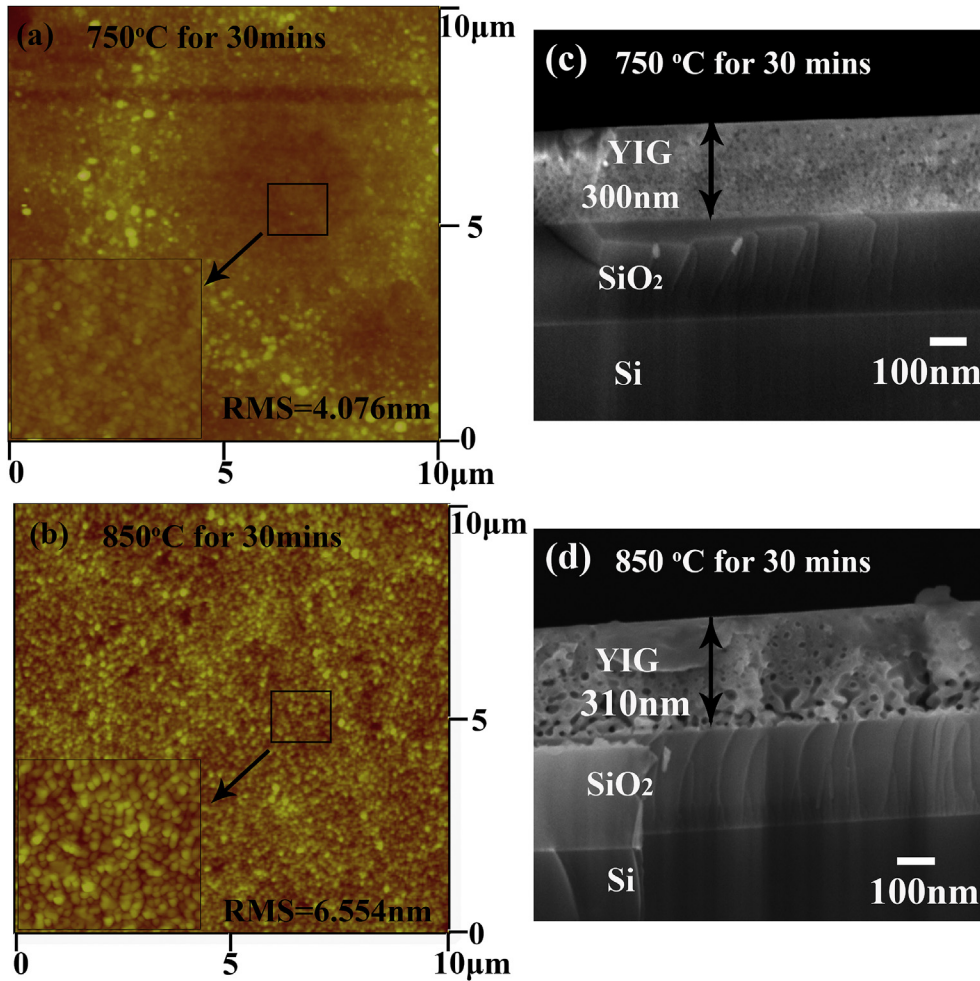 (a) 750°C for 30mins
10µm
5
RMS=4.076nm
0
0 5 10µm
(b) 850°C for 30mins
10µm
5
RMS=6.554nm
0
0 5 10µm
(c) 750 °C for 30 mins
YIG
300nm
SiO₂
Si
100nm
(d) 850 °C for 30 mins
YIG
310nm
SiO₂
Si
100nm